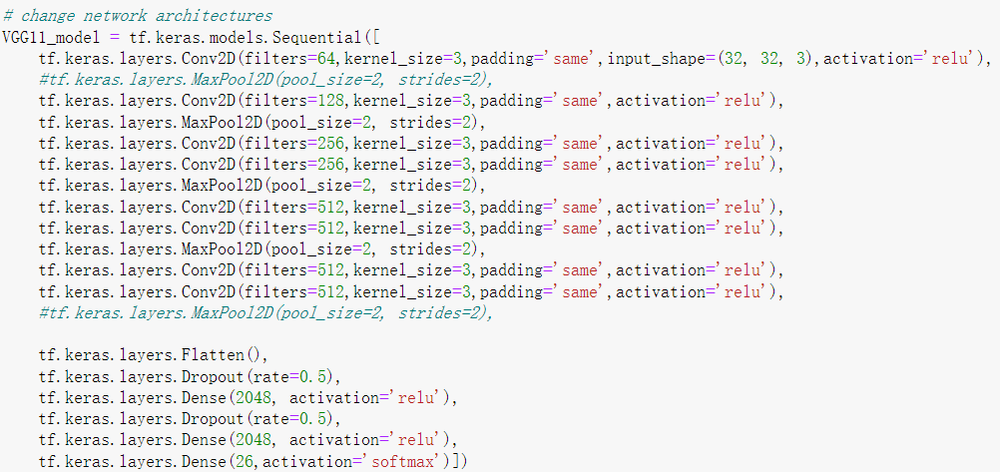 # change network architectures
VGG11_model = tf.keras.models.Sequential([
    tf.keras.layers.Conv2D(filters=64,kernel_size=3,padding='same',input_shape=(32, 32, 3),activation='relu'),
    #tf.keras.layers.MaxPool2D(pool_size=2, strides=2),
    tf.keras.layers.Conv2D(filters=128,kernel_size=3,padding='same',activation='relu'),
    tf.keras.layers.MaxPool2D(pool_size=2, strides=2),
    tf.keras.layers.Conv2D(filters=256,kernel_size=3,padding='same',activation='relu'),
    tf.keras.layers.Conv2D(filters=256,kernel_size=3,padding='same',activation='relu'),
    tf.keras.layers.MaxPool2D(pool_size=2, strides=2),
    tf.keras.layers.Conv2D(filters=512,kernel_size=3,padding='same',activation='relu'),
    tf.keras.layers.Conv2D(filters=512,kernel_size=3,padding='same',activation='relu'),
    tf.keras.layers.MaxPool2D(pool_size=2, strides=2),
    tf.keras.layers.Conv2D(filters=512,kernel_size=3,padding='same',activation='relu'),
    tf.keras.layers.Conv2D(filters=512,kernel_size=3,padding='same',activation='relu'),
    #tf.keras.layers.MaxPool2D(pool_size=2, strides=2),

    tf.keras.layers.Flatten(),
    tf.keras.layers.Dropout(rate=0.5),
    tf.keras.layers.Dense(2048, activation='relu'),
    tf.keras.layers.Dropout(rate=0.5),
    tf.keras.layers.Dense(2048, activation='relu'),
    tf.keras.layers.Dense(26,activation='softmax')])